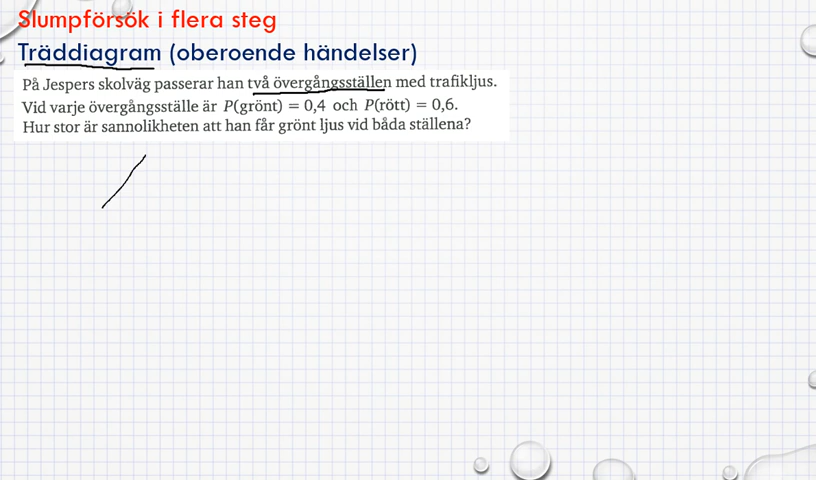 Slumpförsök i flera steg
Träddiagram (oberoende händelser)
På Jespers skolväg passerar han två övergångsställen med trafikljus.
Vid varje övergångsställe är P(grönt) = 0,4 och P(rött) = 0,6.
Hur stor är sannolikheten att han får grönt ljus vid båda ställena?